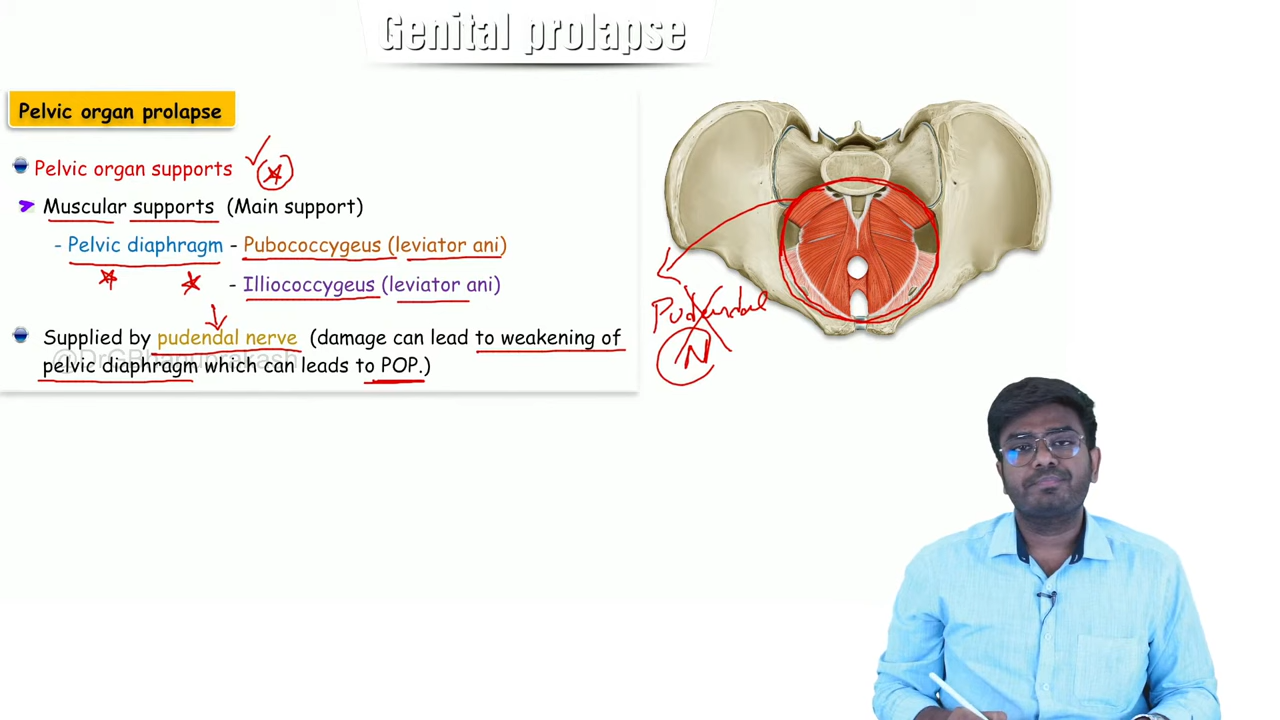 Genital prolapse
Pelvic organ prolapse
Pelvic organ supports
Muscular supports (Main support)
- Pelvic diaphragm - Pubococcygeus (leviator ani)
- Illiococcygeus (leviator ani)
Supplied by pudendal nerve (damage can lead to weakening of
pelvic diaphragm which can leads to POP.)
@DrGBhanuprakash
Pudendal
N